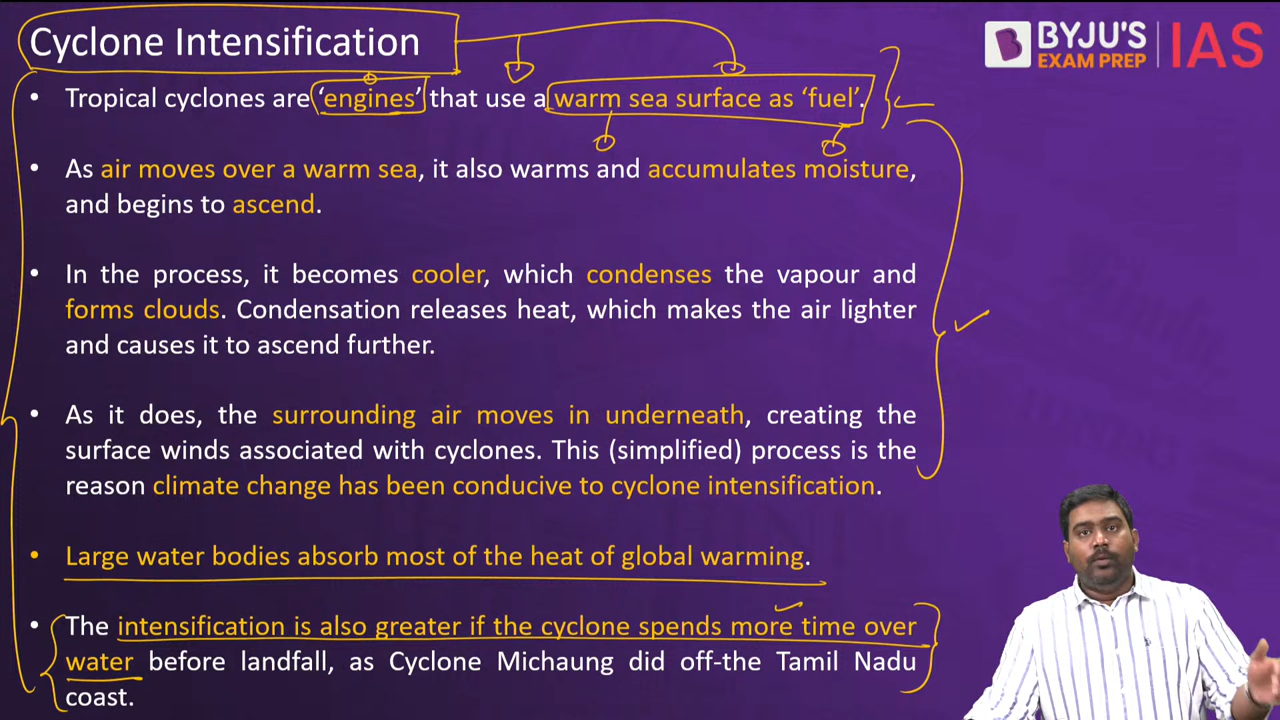 Cyclone Intensification
BYJU'S
EXAM PREP
IAS
• Tropical cyclones are 'engines' that use a warm sea surface as 'fuel'.
• As air moves over a warm sea, it also warms and accumulates moisture,
and begins to ascend.
• In the process, it becomes cooler, which condenses the vapour and
forms clouds. Condensation releases heat, which makes the air lighter
and causes it to ascend further.
• As it does, the surrounding air moves in underneath, creating the
surface winds associated with cyclones. This (simplified) process is the
reason climate change has been conducive to cyclone intensification.
• Large water bodies absorb most of the heat of global warming.
• The intensification is also greater if the cyclone spends more time over
water before landfall, as Cyclone Michaung did off-the Tamil Nadu
coast.